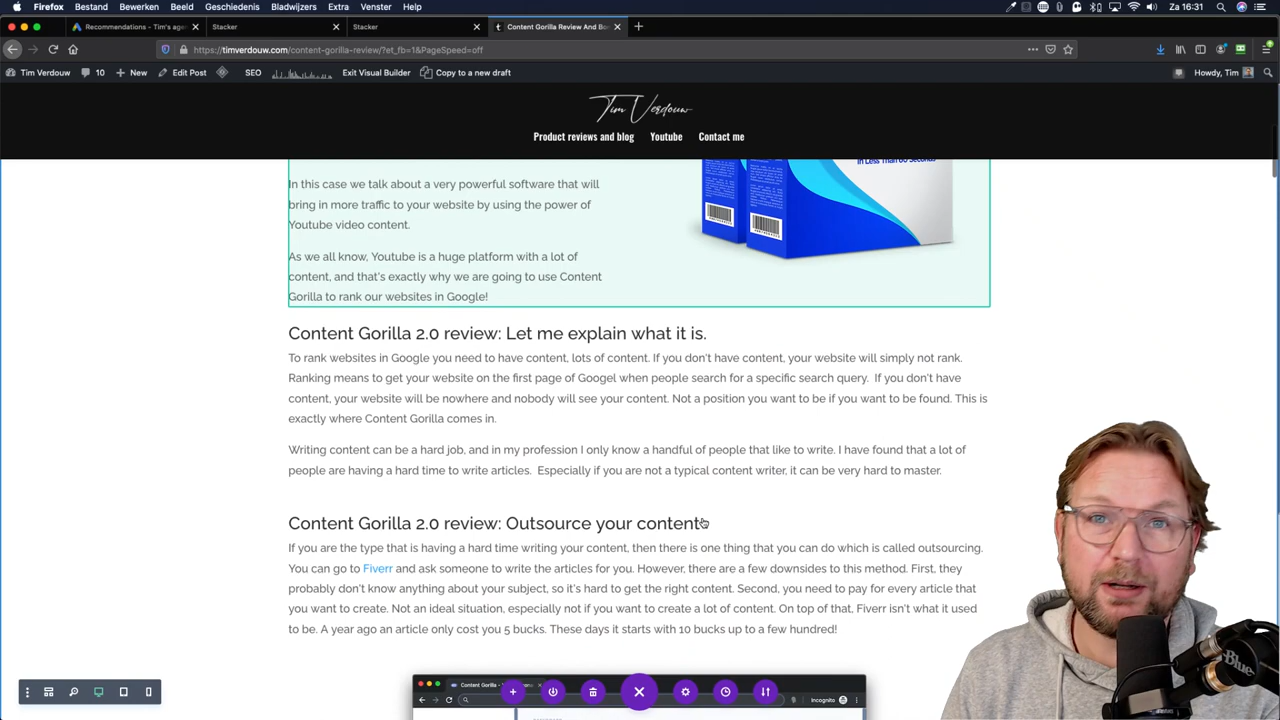 Firefox Bestand Bewerken Beeld Geschiedenis Bladwijzers Extra Venster Help Za 16:31
Recommendations - Tim's age Stacker Stacker Content Gorilla Review And Bo
https://timverdouw.com/content-gorilla-review/?et_fb=1&PageSpeed=off
Tim Verdouw 10 New Edit Post SEO Exit Visual Builder Copy to a new draft Howdy, Tim
Tim Verdouw
Product reviews and blog Youtube Contact me
In Less Than 60 Seconds
In this case we talk about a very powerful software that will
bring in more traffic to your website by using the power of
Youtube video content.
As we all know, Youtube is a huge platform with a lot of
content, and that's exactly why we are going to use Content
Gorilla to rank our websites in Google!
Content Gorilla 2.0 review: Let me explain what it is.
To rank websites in Google you need to have content, lots of content. If you don't have content, your website will simply not rank.
Ranking means to get your website on the first page of Googel when people search for a specific search query. If you don't have
content, your website will be nowhere and nobody will see your content. Not a position you want to be if you want to be found. This is
exactly where Content Gorilla comes in.
Writing content can be a hard job, and in my profession I only know a handful of people that like to write. I have found that a lot of
people are having a hard time to write articles. Especially if you are not a typical content writer, it can be very hard to master.
Content Gorilla 2.0 review: Outsource your content
If you are the type that is having a hard time writing your content, then there is one thing that you can do which is called outsourcing.
You can go to Fiverr and ask someone to write the articles for you. However, there are a few downsides to this method. First, they
probably don't know anything about your subject, so it's hard to get the right content. Second, you need to pay for every article that
you want to create. Not an ideal situation, especially not if you want to create a lot of content. On top of that, Fiverr isn't what it used
to be. A year ago an article only cost you 5 bucks. These days it starts with 10 bucks up to a few hundred!
Content Gorilla -
Incognito
Blue